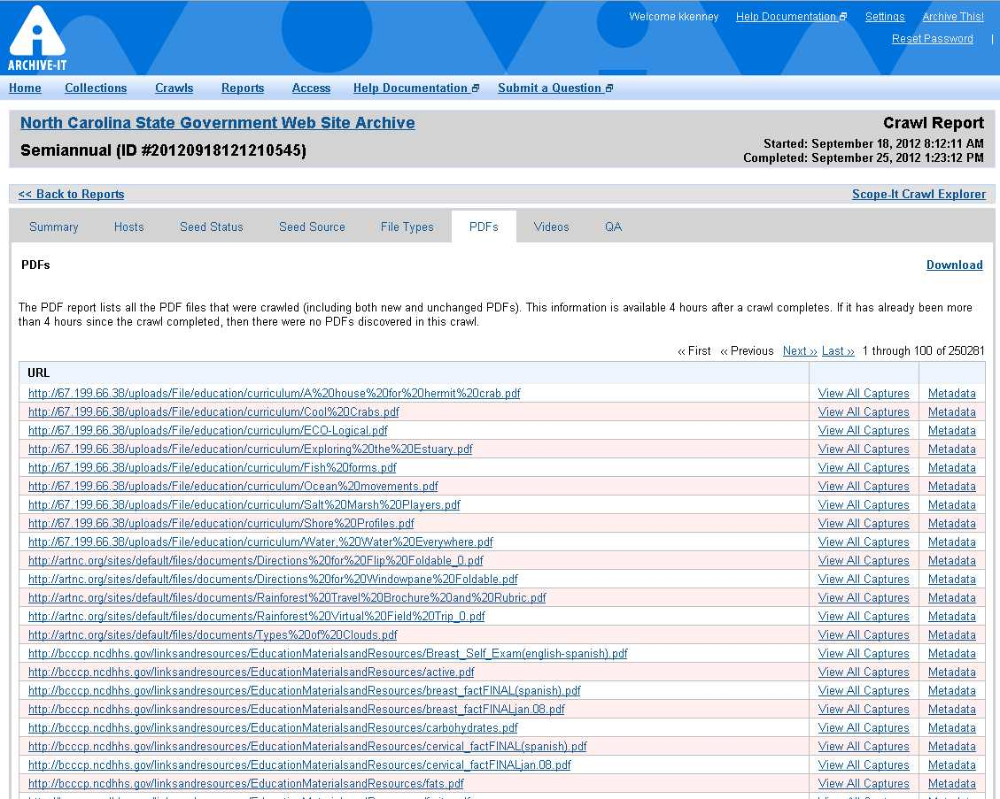 Welcome kkenney Help Documentation Settings Archive This!
Reset Password |
ARCHIVE-IT
Home Collections Crawls Reports Access Help Documentation Submit a Question
North Carolina State Government Web Site Archive
Crawl Report
Semiannual (ID #20120918121210545)
Started: September 18, 2012 8:12:11 AM
Completed: September 25, 2012 1:23:12 PM
<< Back to Reports Scope-It Crawl Explorer
Summary Hosts Seed Status Seed Source File Types PDFs Videos QA
PDFs Download
The PDF report lists all the PDF files that were crawled (including both new and unchanged PDFs). This information is available 4 hours after a crawl completes. If it has already been more
than 4 hours since the crawl completed, then there were no PDFs discovered in this crawl.
‹‹ First ‹‹ Previous Next ›› Last ›› 1 through 100 of 250281
URL
http://67.199.66.38/uploads/File/education/curriculum/A%20house%20for%20hermit%20crab.pdf View All Captures Metadata
http://67.199.66.38/uploads/File/education/curriculum/Cool%20Crabs.pdf View All Captures Metadata
http://67.199.66.38/uploads/File/education/curriculum/ECO-Logical.pdf View All Captures Metadata
http://67.199.66.38/uploads/File/education/curriculum/Exploring%20the%20Estuary.pdf View All Captures Metadata
http://67.199.66.38/uploads/File/education/curriculum/Fish%20forms.pdf View All Captures Metadata
http://67.199.66.38/uploads/File/education/curriculum/Ocean%20movements.pdf View All Captures Metadata
http://67.199.66.38/uploads/File/education/curriculum/Salt%20Marsh%20Players.pdf View All Captures Metadata
http://67.199.66.38/uploads/File/education/curriculum/Shore%20Profiles.pdf View All Captures Metadata
http://67.199.66.38/uploads/File/education/curriculum/Water,%20Water%20Everywhere.pdf View All Captures Metadata
http://artnc.org/sites/default/files/documents/Directions%20for%20Flip%20Foldable_0.pdf View All Captures Metadata
http://artnc.org/sites/default/files/documents/Directions%20for%20Windowpane%20Foldable.pdf View All Captures Metadata
http://artnc.org/sites/default/files/documents/Rainforest%20Travel%20Brochure%20and%20Rubric.pdf View All Captures Metadata
http://artnc.org/sites/default/files/documents/Rainforest%20Virtual%20Field%20Trip_0.pdf View All Captures Metadata
http://artnc.org/sites/default/files/documents/Types%20of%20Clouds.pdf View All Captures Metadata
http://bcccp.ncdhhs.gov/linksandresources/EducationMaterialsandResources/Breast_Self_Exam(english-spanish).pdf View All Captures Metadata
http://bcccp.ncdhhs.gov/linksandresources/EducationMaterialsandResources/active.pdf View All Captures Metadata
http://bcccp.ncdhhs.gov/linksandresources/EducationMaterialsandResources/breast_factFINAL(spanish).pdf View All Captures Metadata
http://bcccp.ncdhhs.gov/linksandresources/EducationMaterialsandResources/breast_factFINALjan.08.pdf View All Captures Metadata
http://bcccp.ncdhhs.gov/linksandresources/EducationMaterialsandResources/carbohydrates.pdf View All Captures Metadata
http://bcccp.ncdhhs.gov/linksandresources/EducationMaterialsandResources/cervical_factFINAL(spanish).pdf View All Captures Metadata
http://bcccp.ncdhhs.gov/linksandresources/EducationMaterialsandResources/cervical_factFINALjan.08.pdf View All Captures Metadata
http://bcccp.ncdhhs.gov/linksandresources/EducationMaterialsandResources/fats.pdf View All Captures Metadata